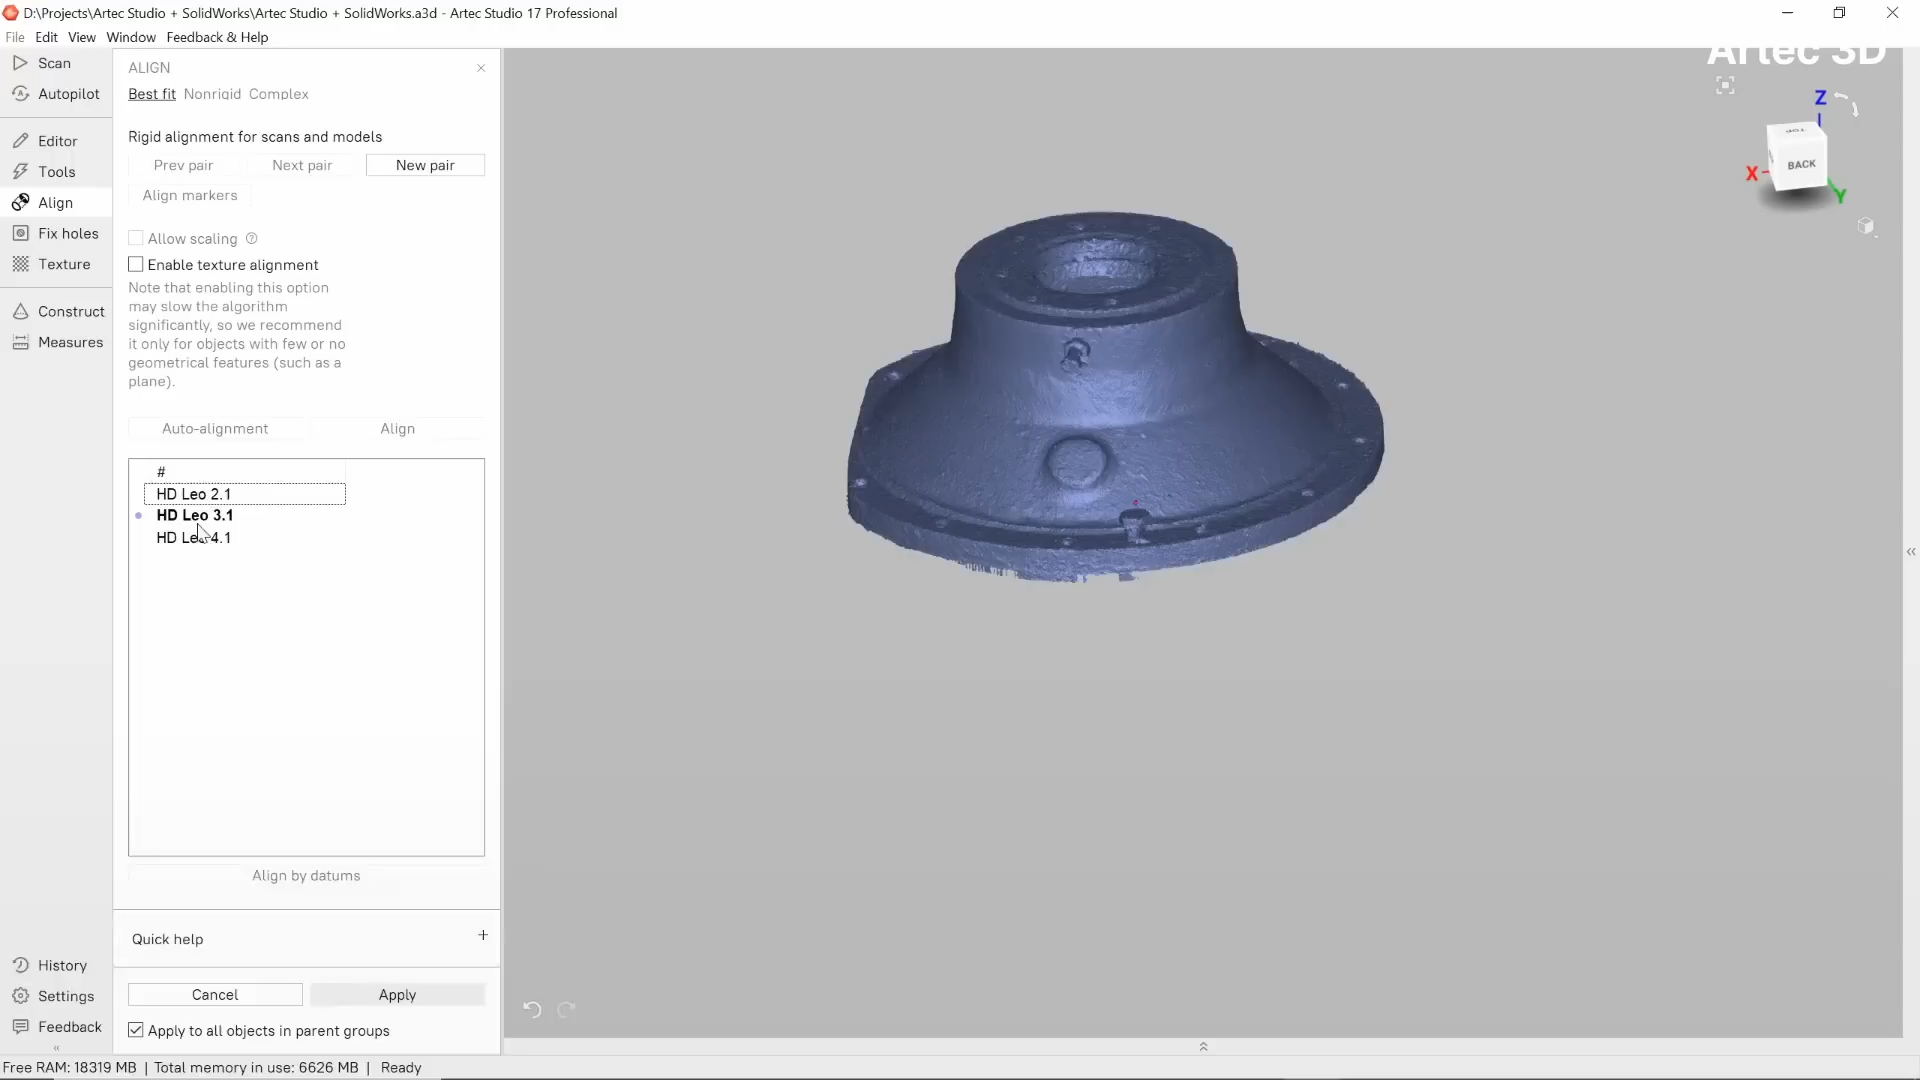 D:\Projects\Artec Studio + SolidWorks\Artec Studio + SolidWorks.a3d - Artec Studio 17 Professional
File Edit View Window Feedback & Help
Scan
Autopilot
Editor
Tools
Align
Fix holes
Texture
Construct
Measures
History
Settings
Feedback
ALIGN
Best fit Nonrigid Complex
Rigid alignment for scans and models
Prev pair Next pair New pair
Align markers
Allow scaling
Enable texture alignment
Note that enabling this option
may slow the algorithm
significantly, so we recommend
it only for objects with few or no
geometrical features (such as a
plane).
Auto-alignment Align
#
HD Leo 2.1
HD Leo 3.1
HD Leo 4.1
Align by datums
Quick help +
Cancel Apply
Apply to all objects in parent groups
Artec 3D
Z
TOP
BACK
X
Y
Free RAM: 18319 MB | Total memory in use: 6626 MB | Ready